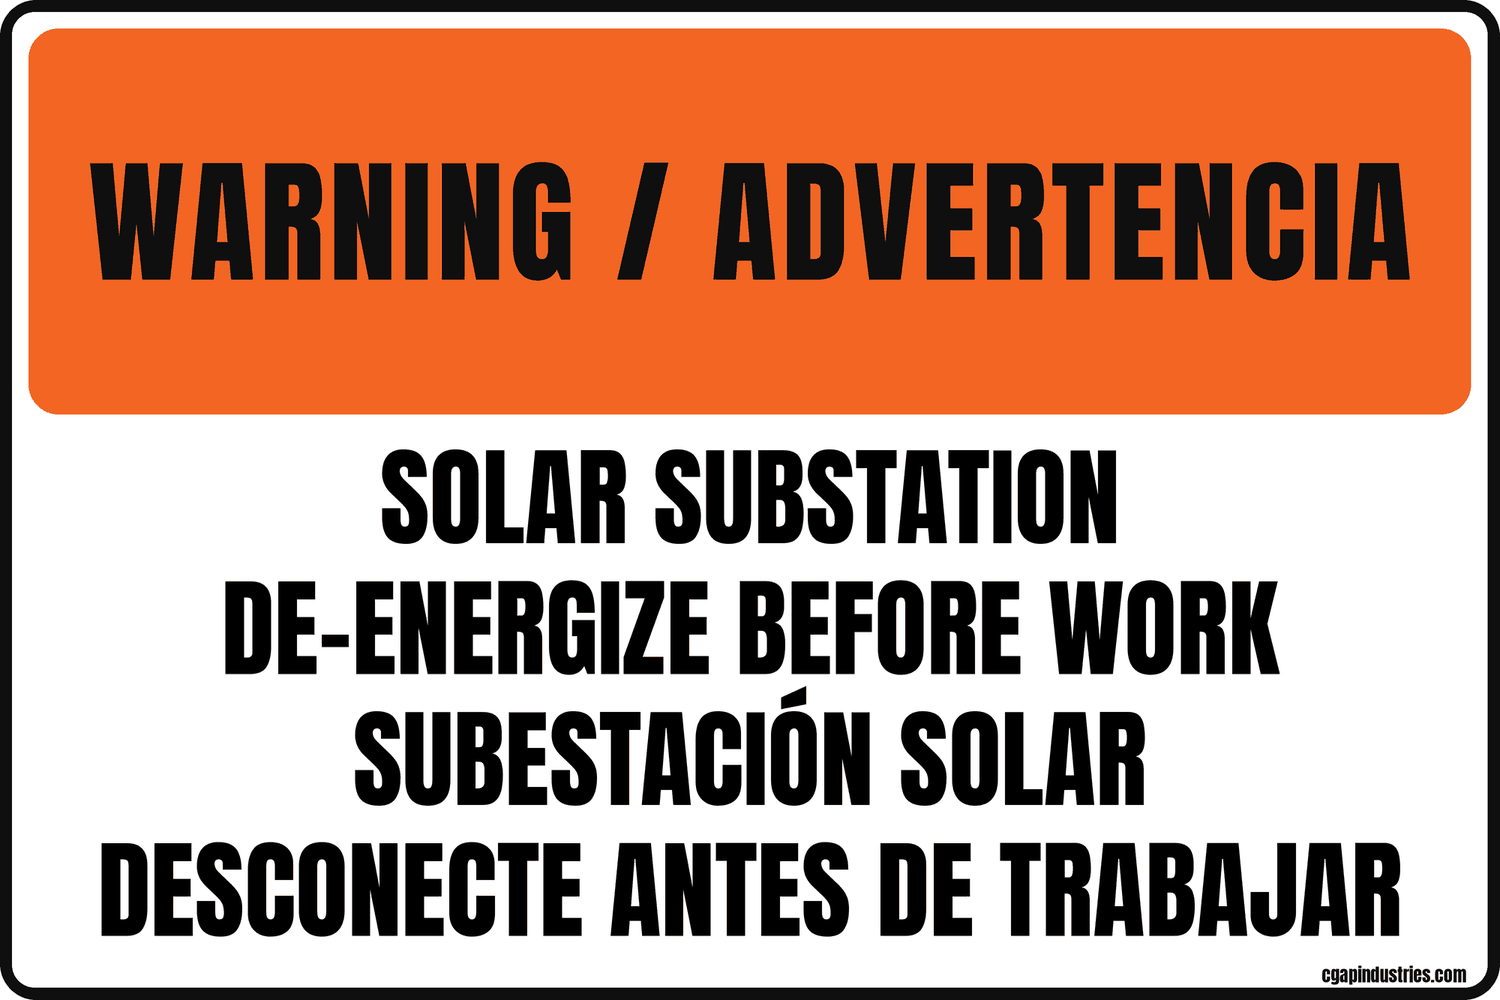 WARNING / ADVERTENCIA
SOLAR SUBSTATION
DE-ENERGIZE BEFORE WORK
SUBESTACIÓN SOLAR
DESCONECTE ANTES DE TRABAJAR
cgapindustries.com